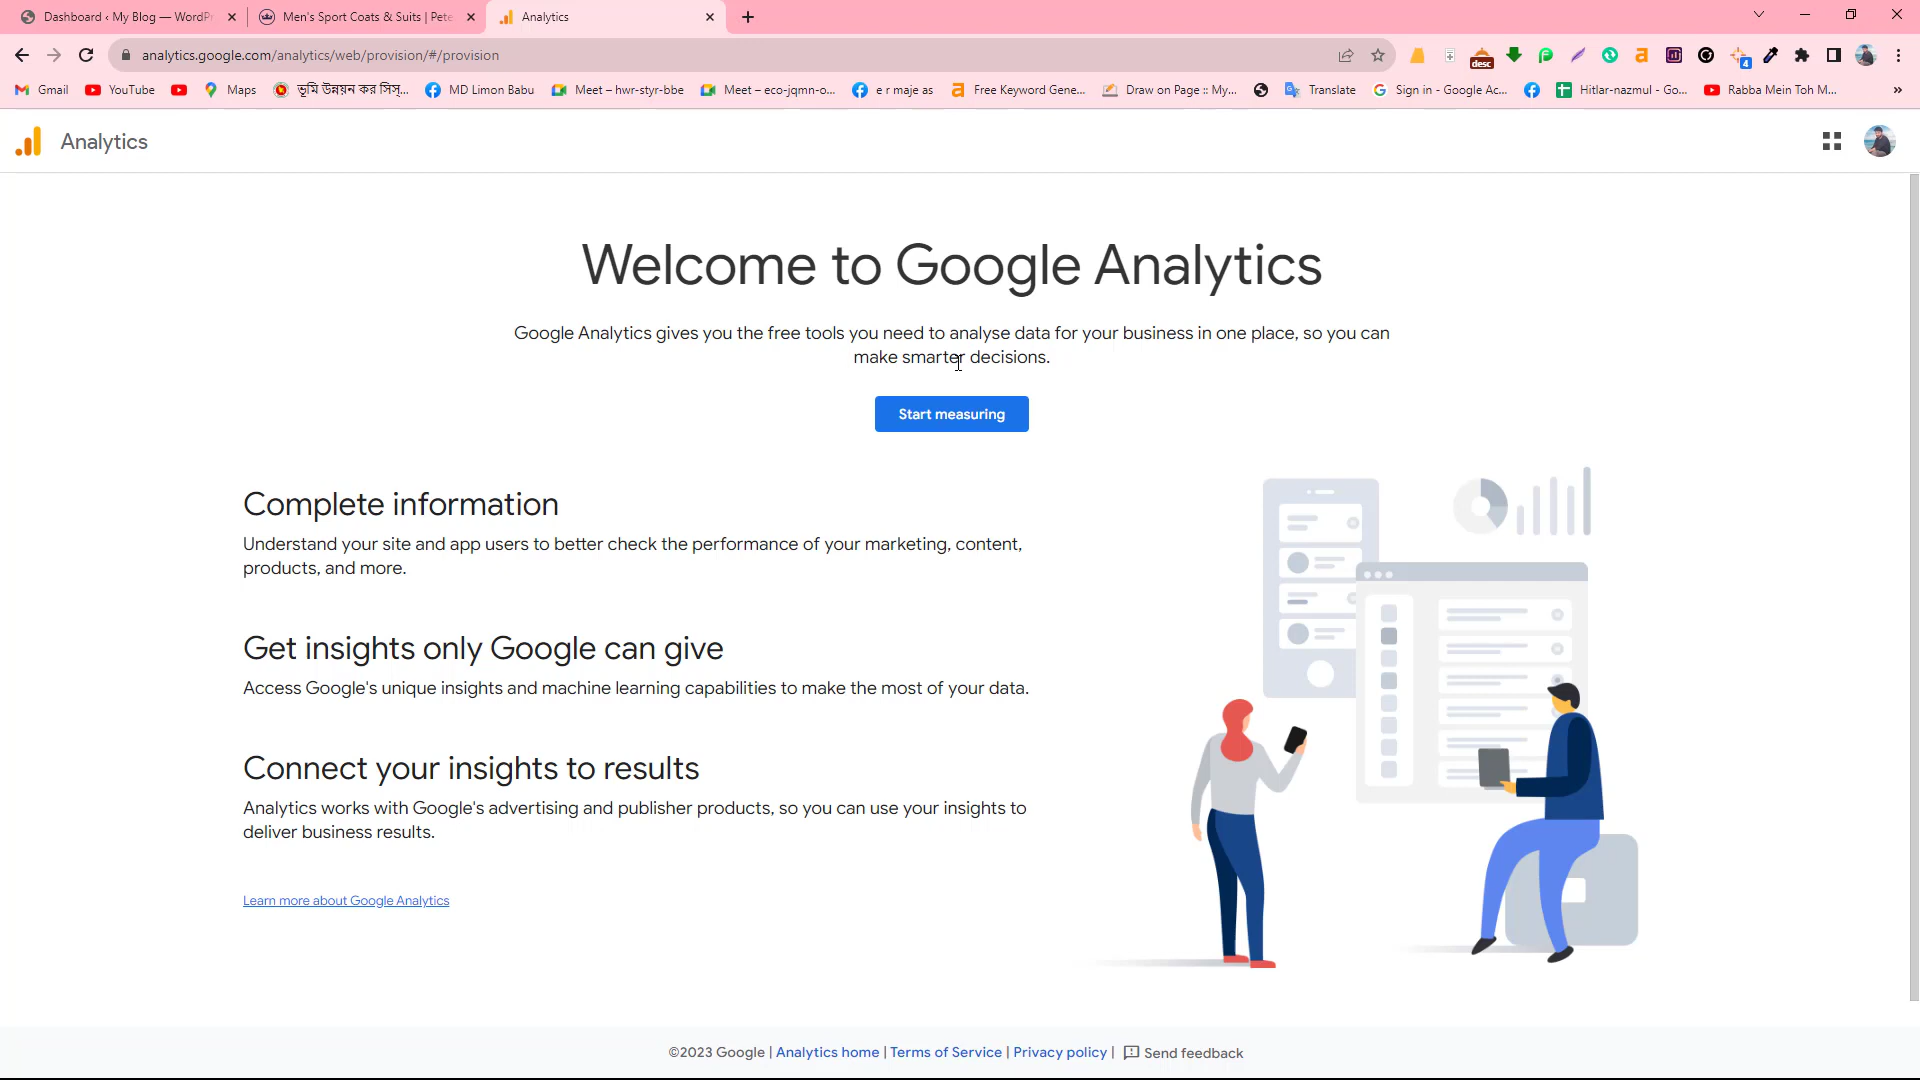 Dashboard ‹ My Blog — WordPr
Men's Sport Coats & Suits | Pete
Analytics
analytics.google.com/analytics/web/provision/#/provision
desc
4
Gmail
YouTube
Maps
ভূমি উন্নয়ন কর সিস্...
MD Limon Babu
Meet – hwr-styr-bbe
Meet – eco-jqmn-o...
e r maje as
Free Keyword Gene...
Draw on Page :: My...
Translate
Sign in - Google Ac...
Hitlar-nazmul - Go...
Rabba Mein Toh M...
Analytics
Welcome to Google Analytics
Google Analytics gives you the free tools you need to analyse data for your business in one place, so you can
make smarter decisions.
Start measuring
Complete information
Understand your site and app users to better check the performance of your marketing, content,
products, and more.
Get insights only Google can give
Access Google's unique insights and machine learning capabilities to make the most of your data.
Connect your insights to results
Analytics works with Google's advertising and publisher products, so you can use your insights to
deliver business results.
Learn more about Google Analytics
©2023 Google | Analytics home | Terms of Service | Privacy policy | Send feedback